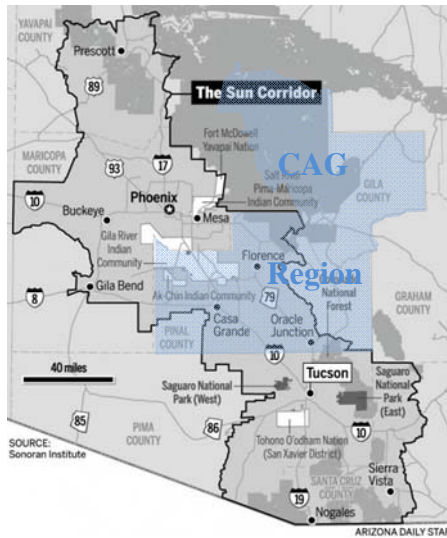 YAVAPAI
COUNTY
Prescott
89
The Sun Corridor
Fort McDowell
Yavapai Nation
MARICOPA
COUNTY
93
17
CAG
Salt River
Pima-Maricopa
Indian Community
GILA
COUNTY
10
Phoenix
Mesa
Buckeye
Gila River
Indian
Community
Florence
Region
8
Gila Bend
Ak-Chin Indian Community
79
National
Forest
GRAHAM
COUNTY
Casa
Grande
Oracle
Junction
PINAL
COUNTY
10
40 miles
Tucson
Saguaro National
Park (West)
Saguaro
National
Park
(East)
85
PIMA
COUNTY
86
10
Tohono O'odham Nation
(San Xavier District)
SOURCE:
Sonoran Institute
Sierra
Vista
19
SANTA CRUZ
COUNTY
Nogales
ARIZONA DAILY STAR